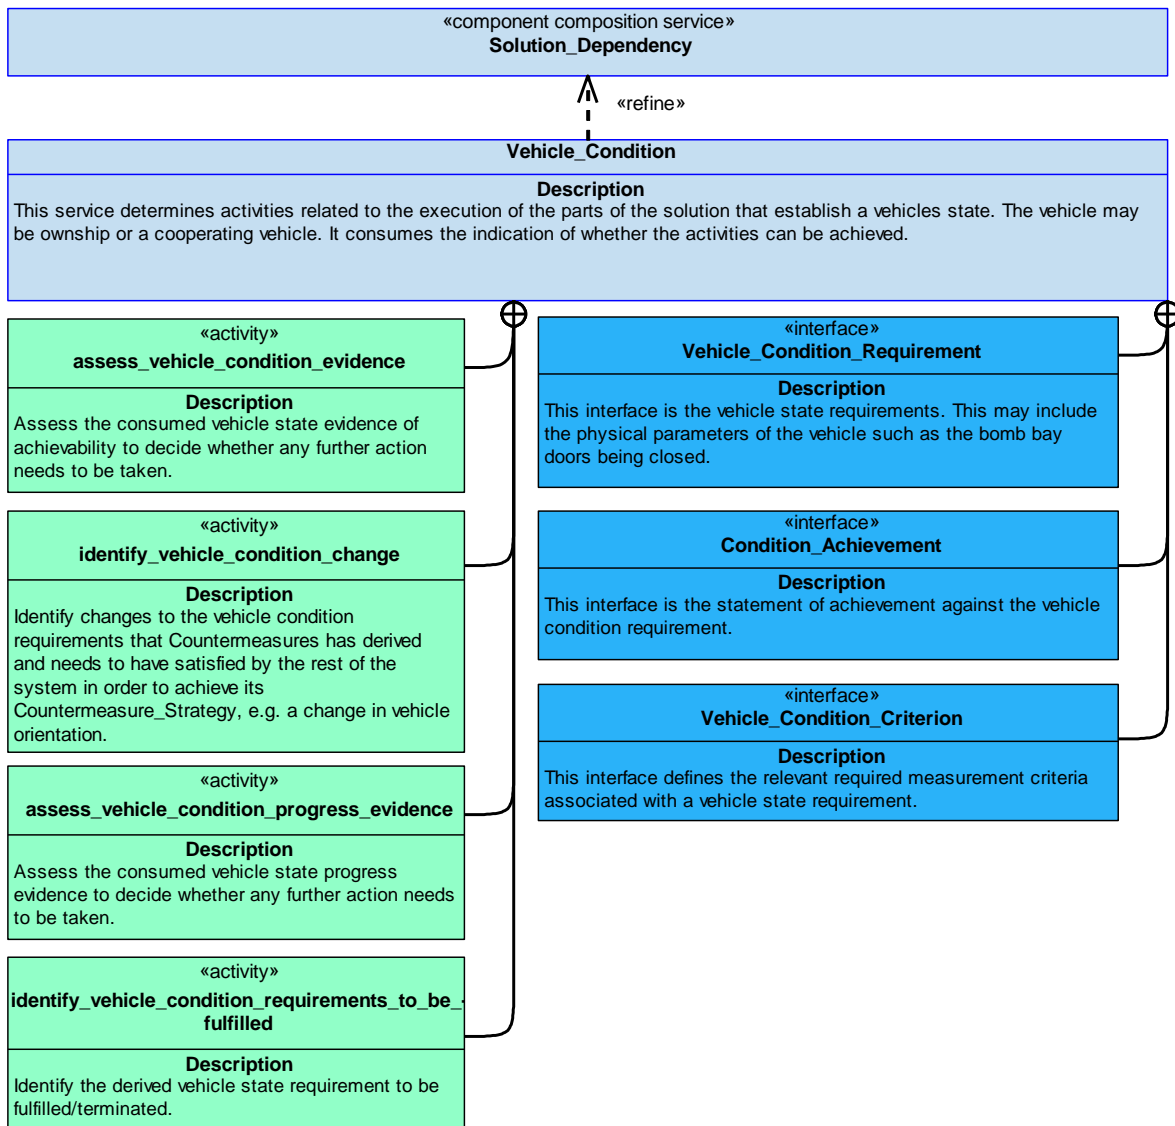 «component composition service»
Solution_Dependency
«refine»
Vehicle_Condition
Description
This service determines activities related to the execution of the parts of the solution that establish a vehicles state. The vehicle may
be ownship or a cooperating vehicle. It consumes the indication of whether the activities can be achieved.
«activity»
assess_vehicle_condition_evidence
Description
Assess the consumed vehicle state evidence of
achievability to decide whether any further action
needs to be taken.
«activity»
identify_vehicle_condition_change
Description
Identify changes to the vehicle condition
requirements that Countermeasures has derived
and needs to have satisfied by the rest of the
system in order to achieve its
Countermeasure_Strategy, e.g. a change in vehicle
orientation.
«activity»
assess_vehicle_condition_progress_evidence
Description
Assess the consumed vehicle state progress
evidence to decide whether any further action needs
to be taken.
«activity»
identify_vehicle_condition_requirements_to_be_-
fulfilled
Description
Identify the derived vehicle state requirement to be
fulfilled/terminated.
«interface»
Vehicle_Condition_Requirement
Description
This interface is the vehicle state requirements. This may include
the physical parameters of the vehicle such as the bomb bay
doors being closed.
«interface»
Condition_Achievement
Description
This interface is the statement of achievement against the vehicle
condition requirement.
«interface»
Vehicle_Condition_Criterion
Description
This interface defines the relevant required measurement criteria
associated with a vehicle state requirement.